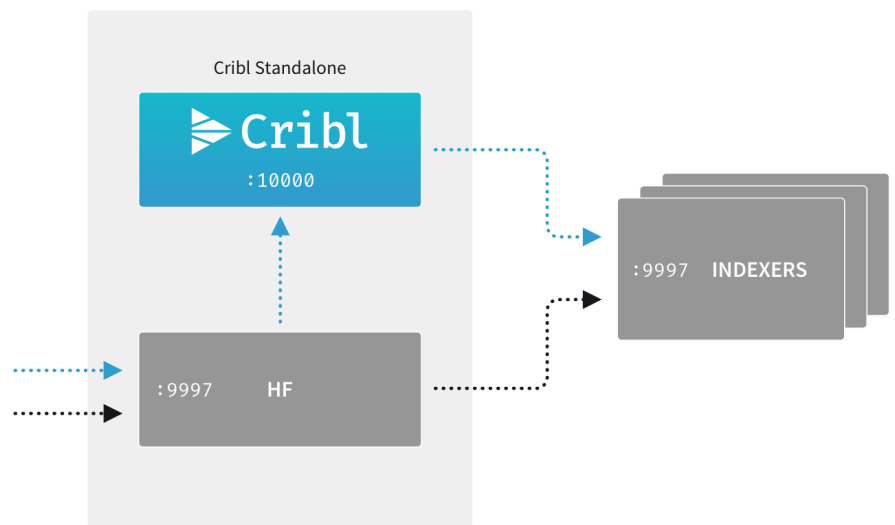 Cribl Standalone
Cribl
:10000
:9997 INDEXERS
:9997 HF